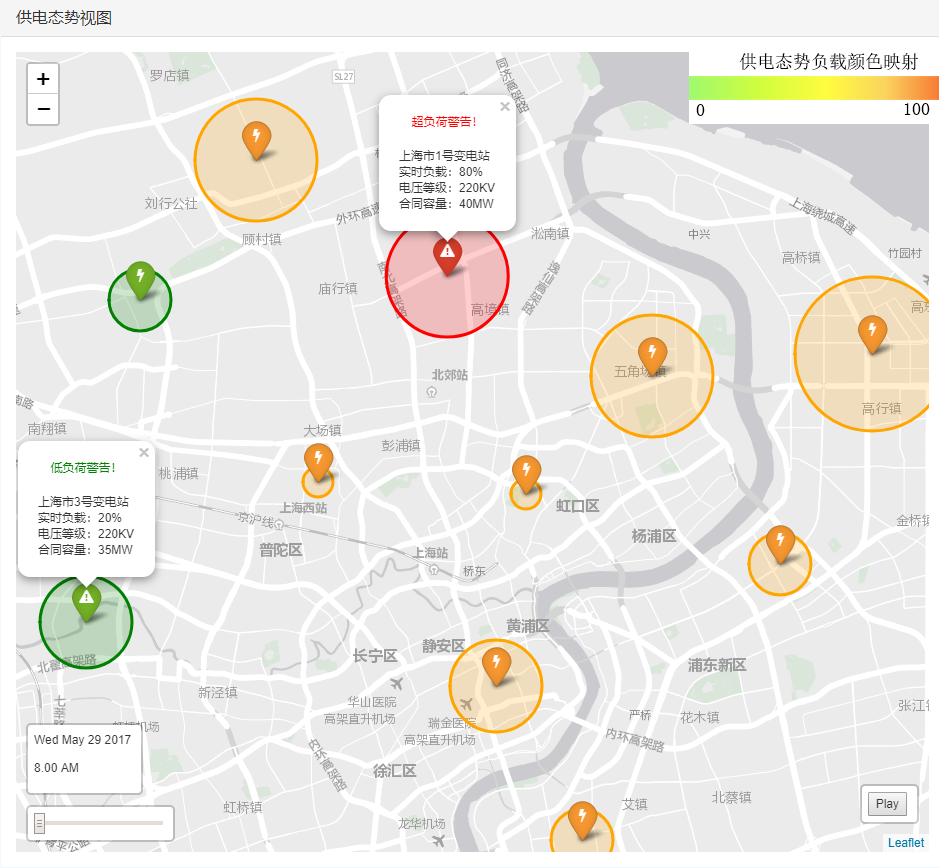 供电态势视图
供电态势负载颜色映射
0
100
+
−
罗店镇
SL27
刘行公社
顾村镇
外环高速
庙行镇
淞南镇
中兴
上海绕城高速
高桥镇
竹园村
逸仙高架路
高境镇
×
超负荷警告!
上海市1号变电站
实时负载: 80%
电压等级: 220KV
合同容量: 40MW
北郊站
五角场镇
高行镇
南翔镇
大场镇
彭浦镇
桃浦镇
×
低负荷警告!
上海市3号变电站
实时负载: 20%
电压等级: 220KV
合同容量: 35MW
上海西站
京沪线
普陀区
虹口区
杨浦区
金桥镇
上海站
桥东
黄浦区
静安区
长宁区
浦东新区
北翟高架路
新泾镇
华山医院
高架直升机场
瑞金医院
高架直升机场
严桥
花木镇
内环高架路
内环高架路
徐汇区
虹桥镇
龙华机场
艾镇
北蔡镇
Wed May 29 2017
8.00 AM
Play
Leaflet